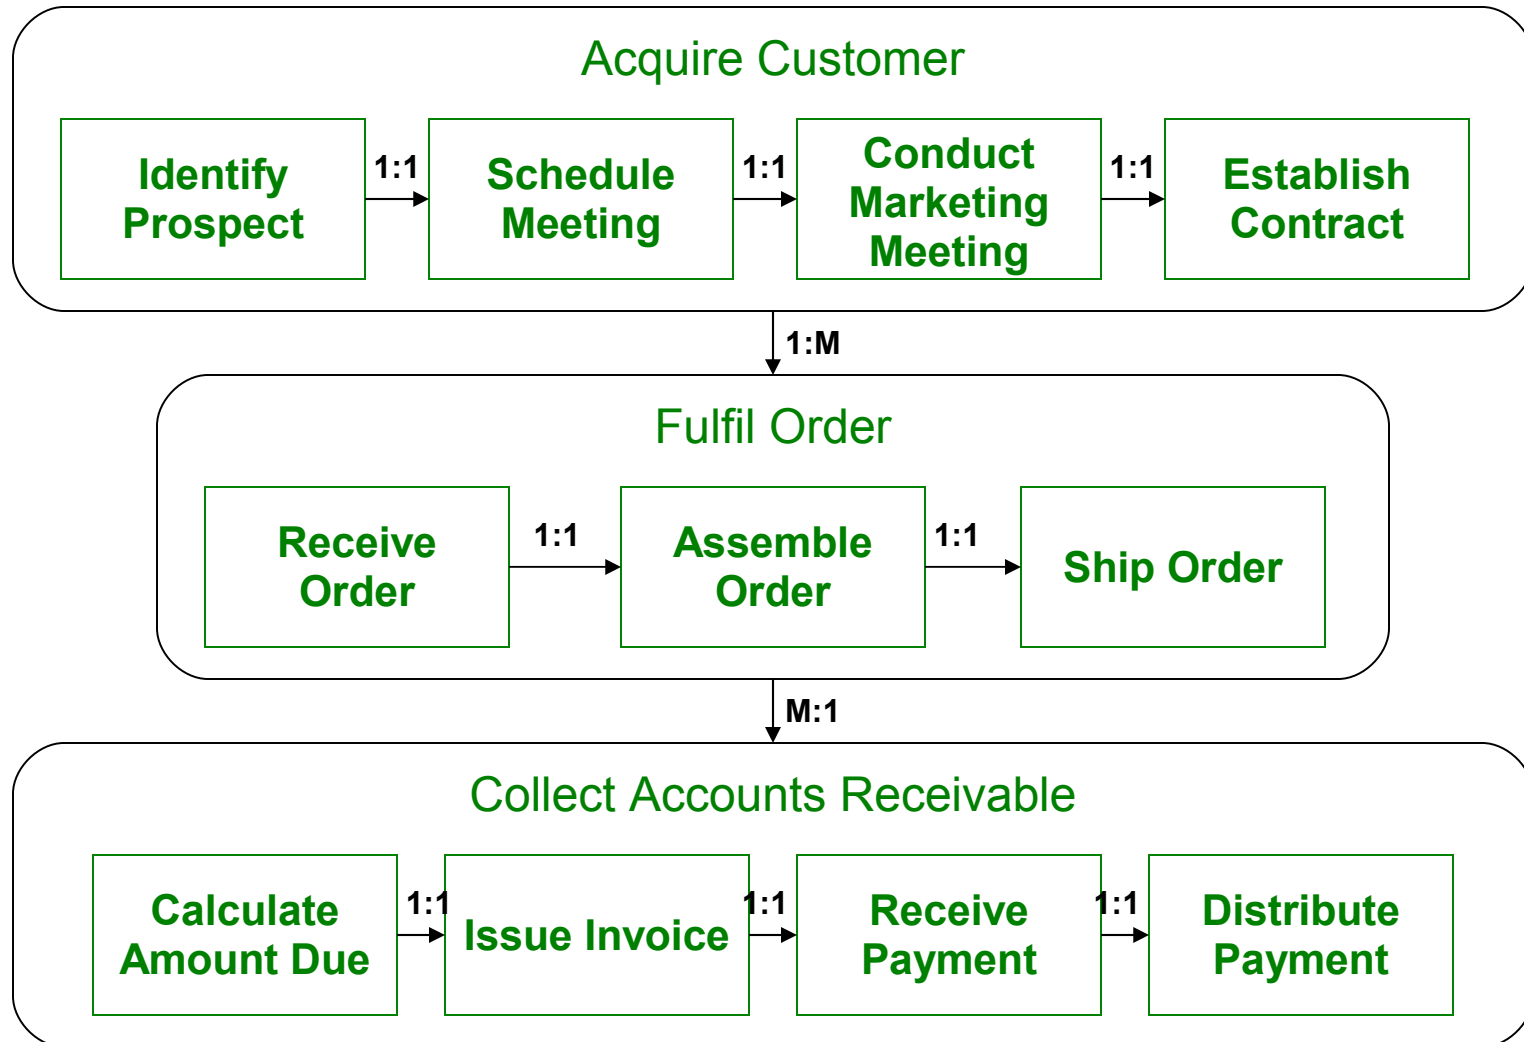 Acquire Customer
Identify
Prospect
1:1
Schedule
Meeting
1:1
Conduct
Marketing
Meeting
1:1
Establish
Contract
1:M
Fulfil Order
Receive
Order
1:1
Assemble
Order
1:1
Ship Order
M:1
Collect Accounts Receivable
Calculate
Amount Due
1:1
Issue Invoice
1:1
Receive
Payment
1:1
Distribute
Payment